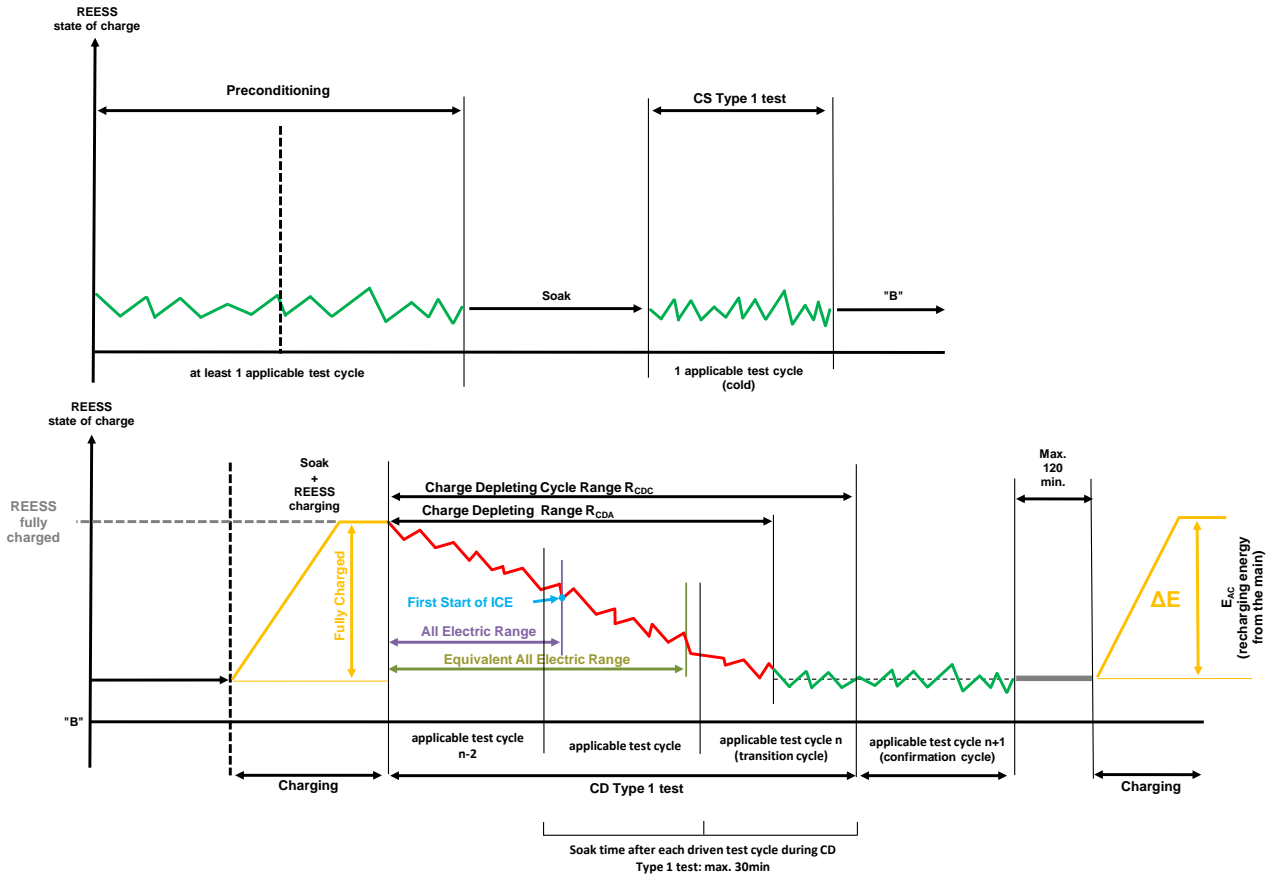 REESS
state of charge
Preconditioning
CS Type 1 test
Soak
"B"
at least 1 applicable test cycle
1 applicable test cycle
(cold)
REESS
state of charge
Soak
+
REESS
charging
Max.
120
min.
Charge Depleting Cycle Range RCDC
Charge Depleting Range RCDA
REESS
fully
charged
Fully Charged
First Start of ICE
All Electric Range
Equivalent All Electric Range
ΔE
EAC
(recharging energy
from the main)
"B"
applicable test cycle
n-2
applicable test cycle
applicable test cycle n
(transition cycle)
applicable test cycle n+1
(confirmation cycle)
Charging
CD Type 1 test
Charging
Soak time after each driven test cycle during CD
Type 1 test: max. 30min